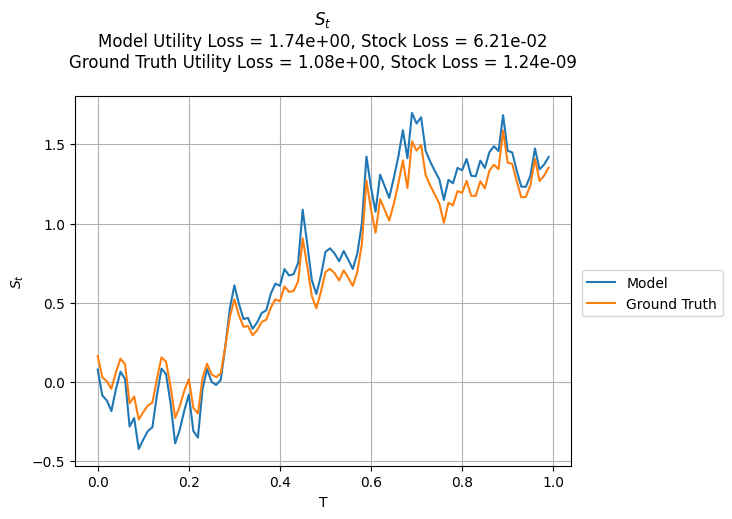 S_t
Model Utility Loss = 1.74e+00, Stock Loss = 6.21e-02
Ground Truth Utility Loss = 1.08e+00, Stock Loss = 1.24e-09
S_t
1.5
1.0
0.5
0.0
−0.5
0.0 0.2 0.4 0.6 0.8 1.0
T
Model
Ground Truth